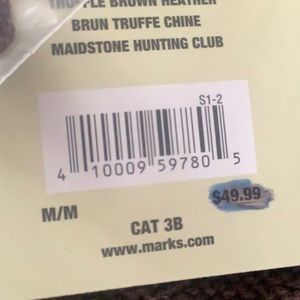 TRUFFLE BROWN HEATHER
BRUN TRUFFE CHINE
MAIDSTONE HUNTING CLUB
S1-2
4 10009 59780 5
M/M
$49.99
CAT 3B
www.marks.com